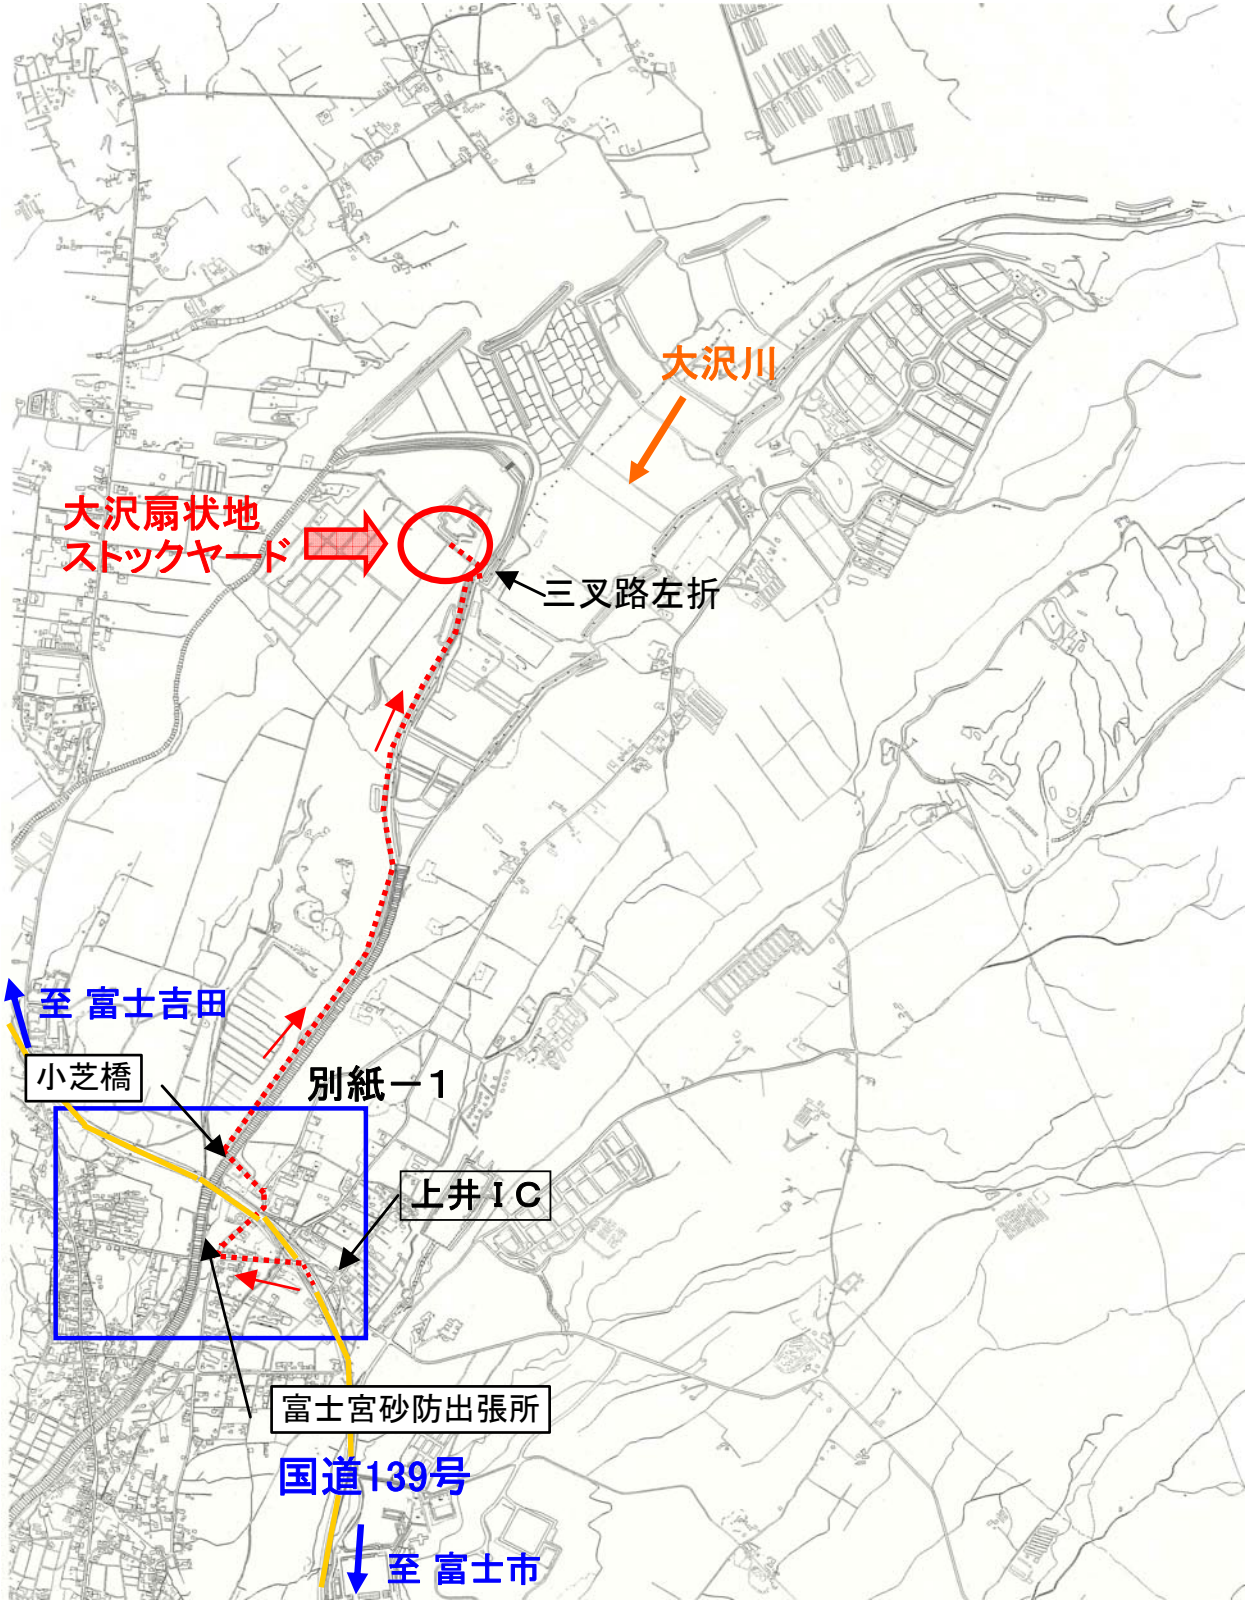 大沢川
大沢扇状地
ストックヤード
三叉路左折
至 富士吉田
小芝橋
別紙－1
上井IC
富士宮砂防出張所
国道139号
至 富士市